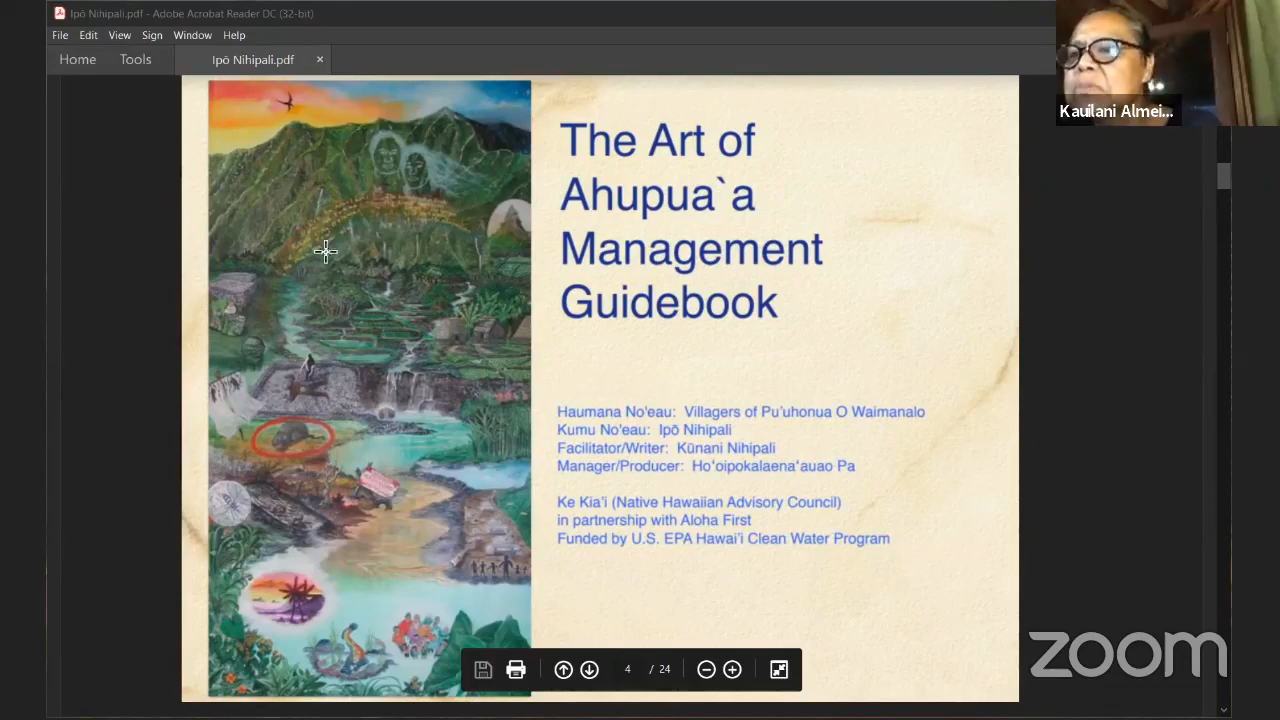 Ipō Nihipali.pdf - Adobe Acrobat Reader DC (32-bit)
File Edit View Sign Window Help
Home Tools Ipō Nihipali.pdf ×
Kauilani Almei...
The Art of
Ahupua`a
Management
Guidebook
Haumana No'eau: Villagers of Pu'uhonua O Waimanalo
Kumu No'eau: Ipō Nihipali
Facilitator/Writer: Kūnani Nihipali
Manager/Producer: Ho'oipokalaena'auao Pa
Ke Kia'i (Native Hawaiian Advisory Council)
in partnership with Aloha First
Funded by U.S. EPA Hawai'i Clean Water Program
4 / 24
zoom